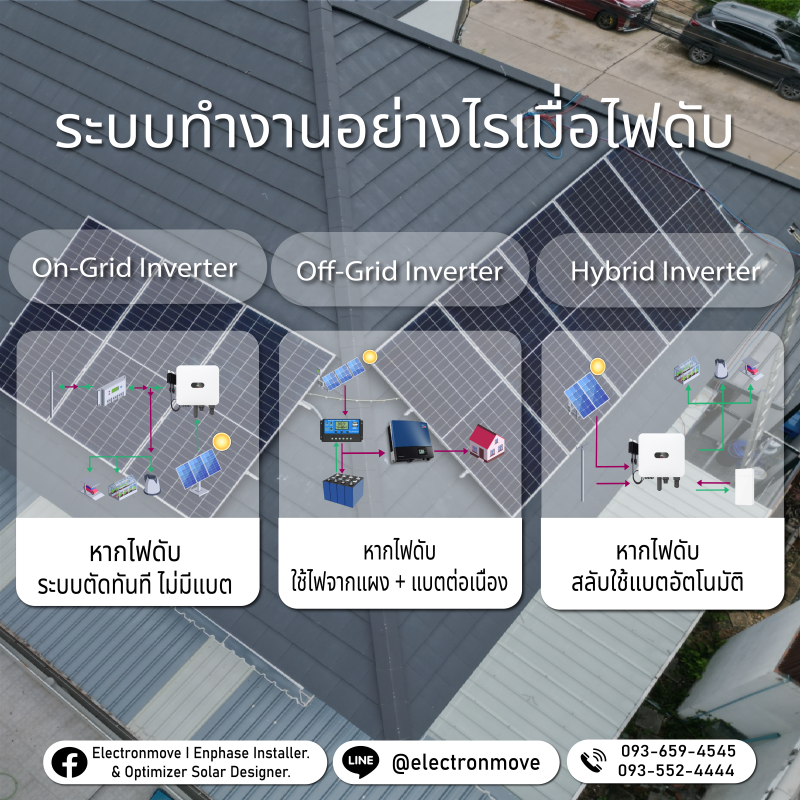 ระบบทำงานอย่างไรเมื่อไฟดับ
On-Grid Inverter
Off-Grid Inverter
Hybrid Inverter
หากไฟดับ
ระบบตัดทันที ไม่มีแบต
หากไฟดับ
ใช้ไฟจากแผง + แบตต่อเนื่อง
หากไฟดับ
สลับใช้แบตอัตโนมัติ
Electronmove I Enphase Installer.
& Optimizer Solar Designer.
LINE
@electronmove
093-659-4545
093-552-4444